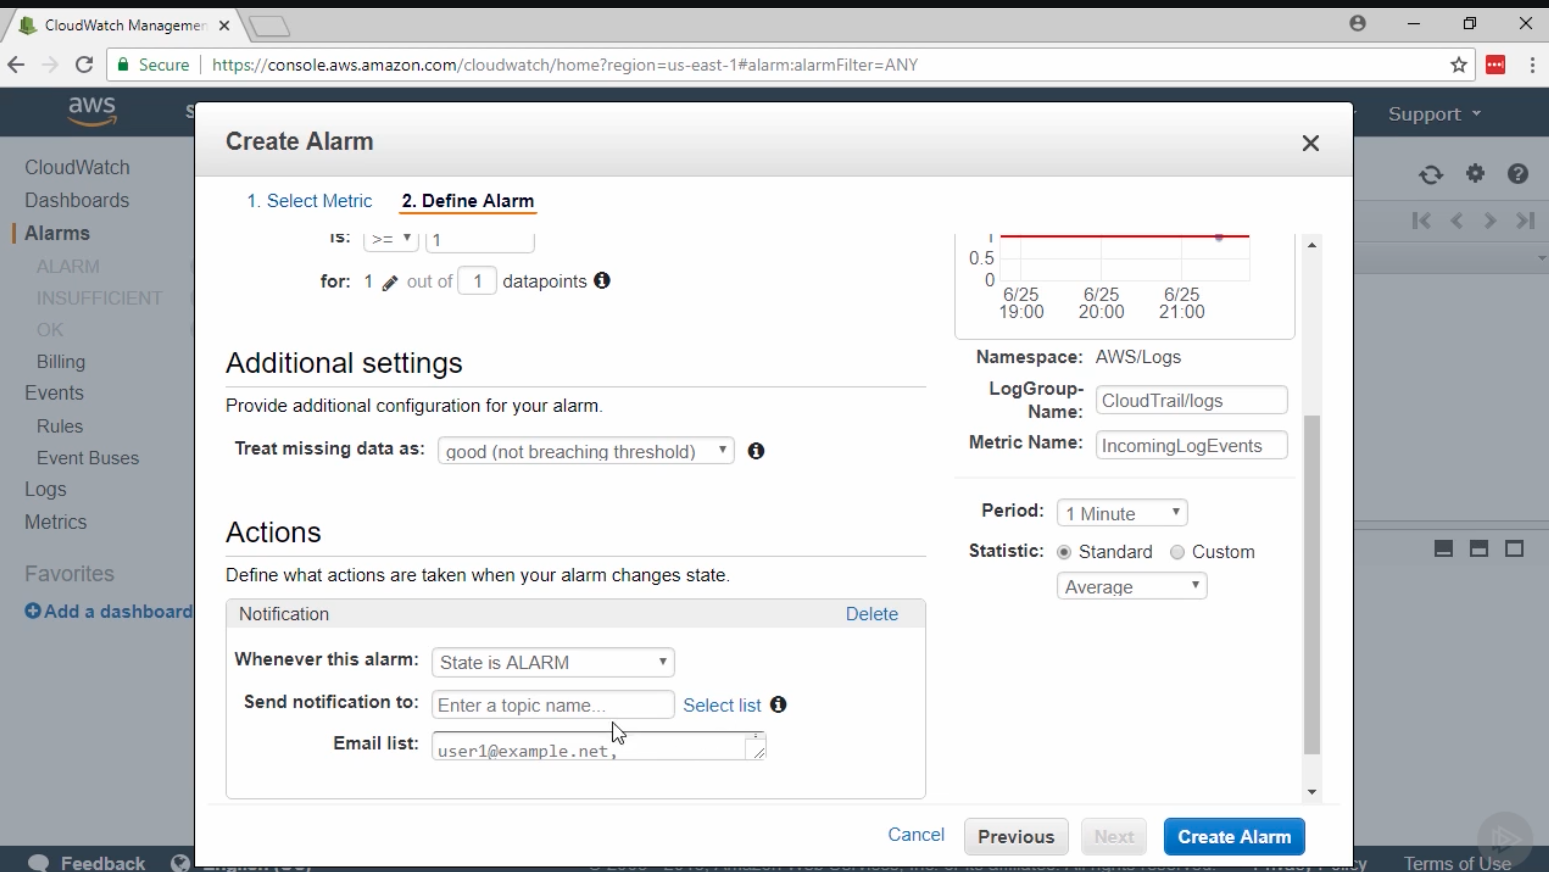 CloudWatch Managemen
Secure
https://console.aws.amazon.com/cloudwatch/home?region=us-east-1#alarm:alarmFilter=ANY
aws
Support
Create Alarm
CloudWatch
Dashboards
Alarms
ALARM
INSUFFICIENT
OK
Billing
Events
Rules
Event Buses
Logs
Metrics
Favorites
Add a dashboard
1. Select Metric 2. Define Alarm
is: >= 1
for: 1 out of 1 datapoints
Additional settings
Provide additional configuration for your alarm.
Treat missing data as: good (not breaching threshold)
Actions
Define what actions are taken when your alarm changes state.
Notification Delete
Whenever this alarm: State is ALARM
Send notification to: Enter a topic name... Select list
Email list: user1@example.net,
1
0.5
0
6/25 6/25 6/25
19:00 20:00 21:00
Namespace: AWS/Logs
LogGroup-
Name: CloudTrail/logs
Metric Name: IncomingLogEvents
Period: 1 Minute
Statistic: Standard Custom
Average
Cancel Previous Next Create Alarm
Feedback
Terms of Use